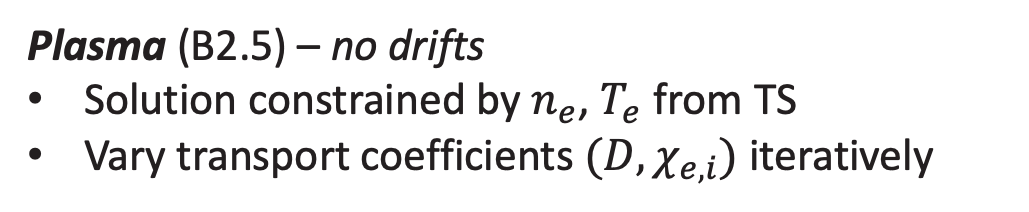 Plasma (B2.5) – no drifts
• Solution constrained by nₑ, Tₑ from TS
• Vary transport coefficients (D, χₑ,ᵢ) iteratively